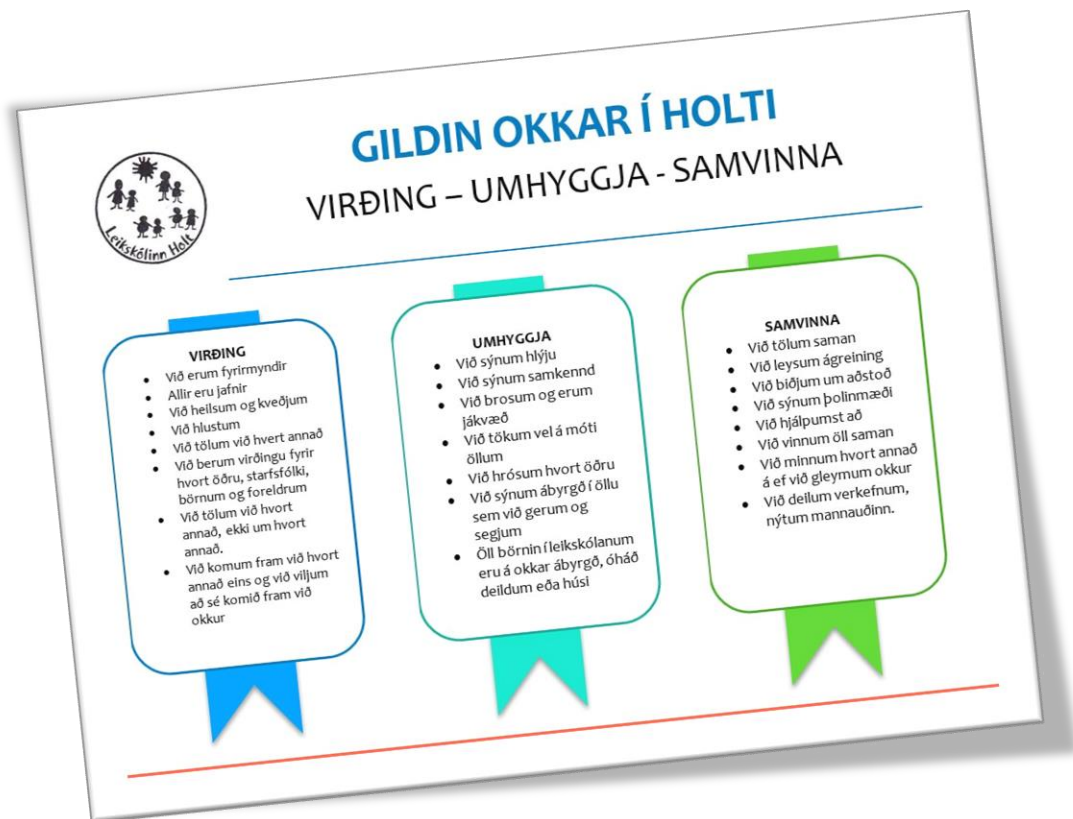 GILDIN OKKAR Í HOLTI
VIRÐING – UMHYGGJA - SAMVINNA
Leikskólinn Holt
VIRÐING
• Við erum fyrirmyndir
• Allir eru jafnir
• Við heilsum og kveðjum
• Við hlustum
• Við tölum við hvert annað
• Við berum virðingu fyrir
hvort öðru, starfsfólki,
börnum og foreldrum
• Við tölum við hvort
annað, ekki um hvort
annað.
• Við komum fram við hvort
annað eins og við viljum
að sé komið fram við
okkur
UMHYGGJA
• Við sýnum hlýju
• Við sýnum samkennd
• Við brosum og erum
jákvæð
• Við tökum vel á móti
öllum
• Við hrósum hvort öðru
• Við sýnum ábyrgð í öllu
sem við gerum og
segjum
• Öll börnin í leikskólanum
eru á okkar ábyrgð, óháð
deildum eða húsi
SAMVINNA
• Við tölum saman
• Við leysum ágreining
• Við biðjum um aðstoð
• Við sýnum þolinmæði
• Við hjálpumst að
• Við vinnum öll saman
• Við minnum hvort annað
á ef við gleymum okkur
• Við deilum verkefnum,
nýtum mannauðinn.